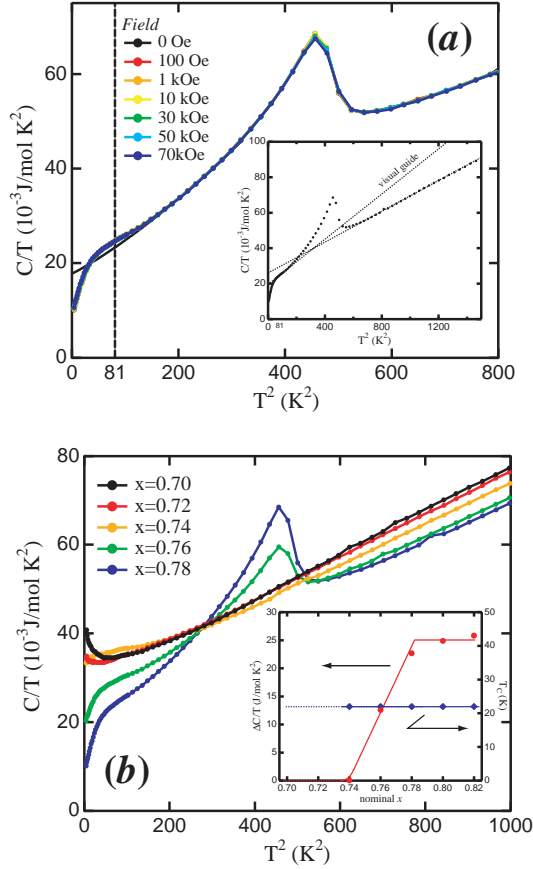 (a)
Field
0 Oe
100 Oe
1 kOe
10 kOe
30 kOe
50 kOe
70kOe
60
40
20
0
C/T (10⁻³J/mol K²)
0 81 200 400 600 800
T² (K²)
100
80
60
40
20
0
C/T (10⁻³J/mol K²)
visual guide
0 81 400 800 1200
T² (K²)
80
60
40
20
0
C/T (10⁻³J/mol K²)
x=0.70
x=0.72
x=0.74
x=0.76
x=0.78
(b)
0 200 400 600 800 1000
T² (K²)
30
25
20
15
10
5
0
ΔC/T (J/mol K²)
50
40
30
20
10
0
T_C (K)
0.70 0.72 0.74 0.76 0.78 0.80 0.82
nominal x